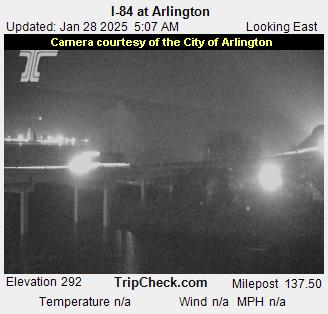 I-84 at Arlington
Updated: Jan 28 2025 5:07 AM Looking East
Camera courtesy of the City of Arlington
Elevation 292 TripCheck.com Milepost 137.50
Temperature n/a Wind n/a MPH n/a